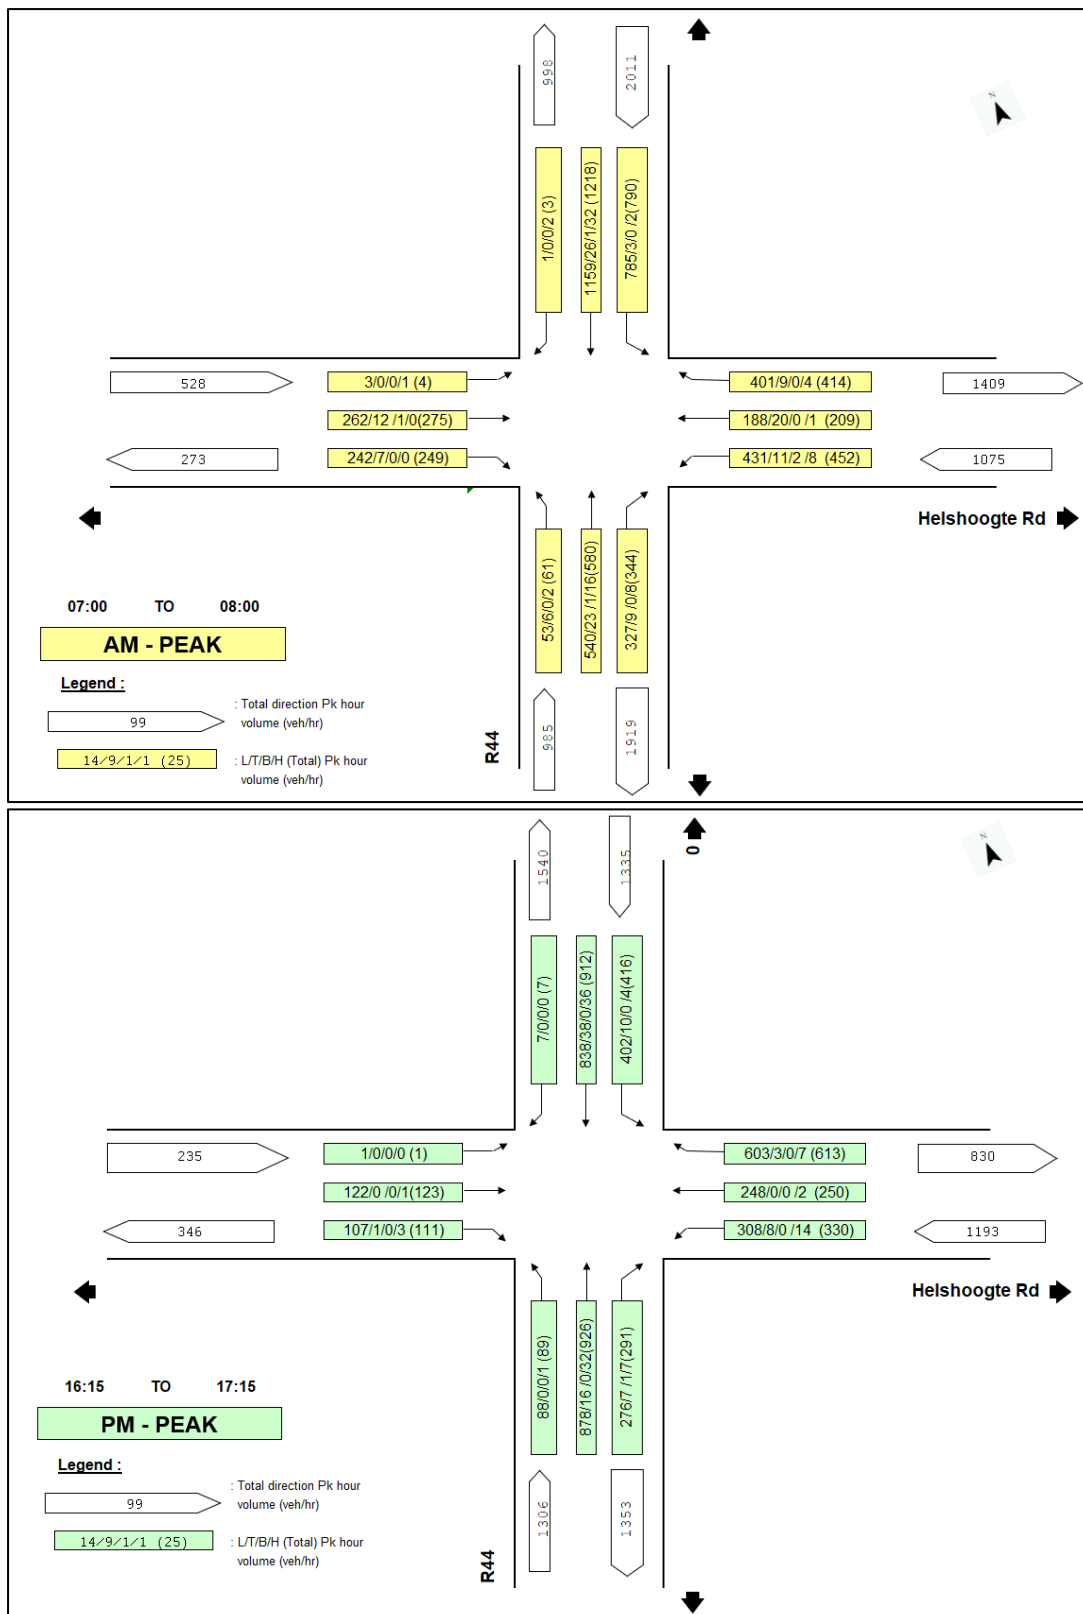 998
2011
N
1/0/0/2 (3)
1159/26/1/32 (1218)
785/3/0 /2(790)
528
3/0/0/1 (4)
401/9/0/4 (414)
1409
262/12 /1/0(275)
188/20/0 /1 (209)
273
242/7/0/0 (249)
431/11/2 /8 (452)
1075
Helshoogte Rd
53/6/0/2 (61)
540/23 /1/16(580)
327/9 /0/8(344)
07:00 TO 08:00
AM - PEAK
Legend :
99
: Total direction Pk hour
volume (veh/hr)
14/9/1/1 (25)
: L/T/B/H (Total) Pk hour
volume (veh/hr)
R44
985
1919
1540
1335
0
N
7/0/0/0 (7)
838/38/0/36 (912)
402/10/0 /4(416)
235
1/0/0/0 (1)
603/3/0/7 (613)
830
122/0 /0/1(123)
248/0/0 /2 (250)
346
107/1/0/3 (111)
308/8/0 /14 (330)
1193
Helshoogte Rd
88/0/0/1 (89)
878/16 /0/32(926)
276/7 /1/7(291)
16:15 TO 17:15
PM - PEAK
Legend :
99
: Total direction Pk hour
volume (veh/hr)
14/9/1/1 (25)
: L/T/B/H (Total) Pk hour
volume (veh/hr)
R44
1306
1353